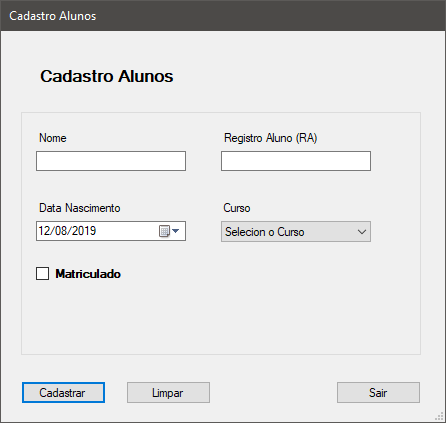 Cadastro Alunos
Cadastro Alunos
Nome Registro Aluno (RA)
Data Nascimento Curso
12/08/2019 Selecion o Curso
Matriculado
Cadastrar Limpar Sair